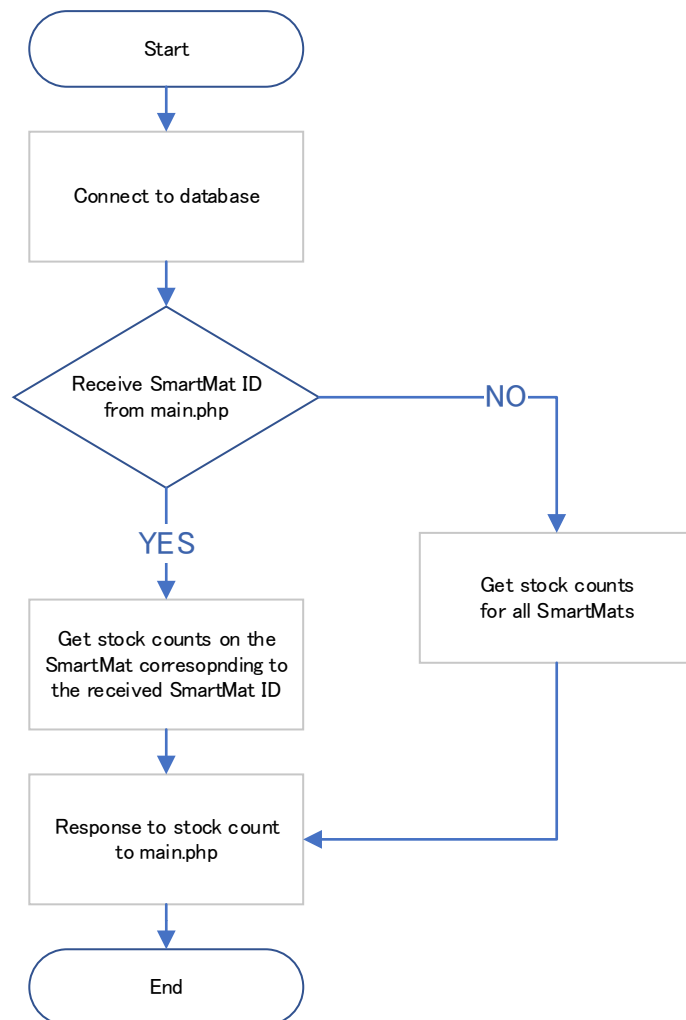 Start
Connect to database
Receive SmartMat ID
from main.php
NO
YES
Get stock counts
for all SmartMats
Get stock counts on the
SmartMat corresopnding to
the received SmartMat ID
Response to stock count
to main.php
End